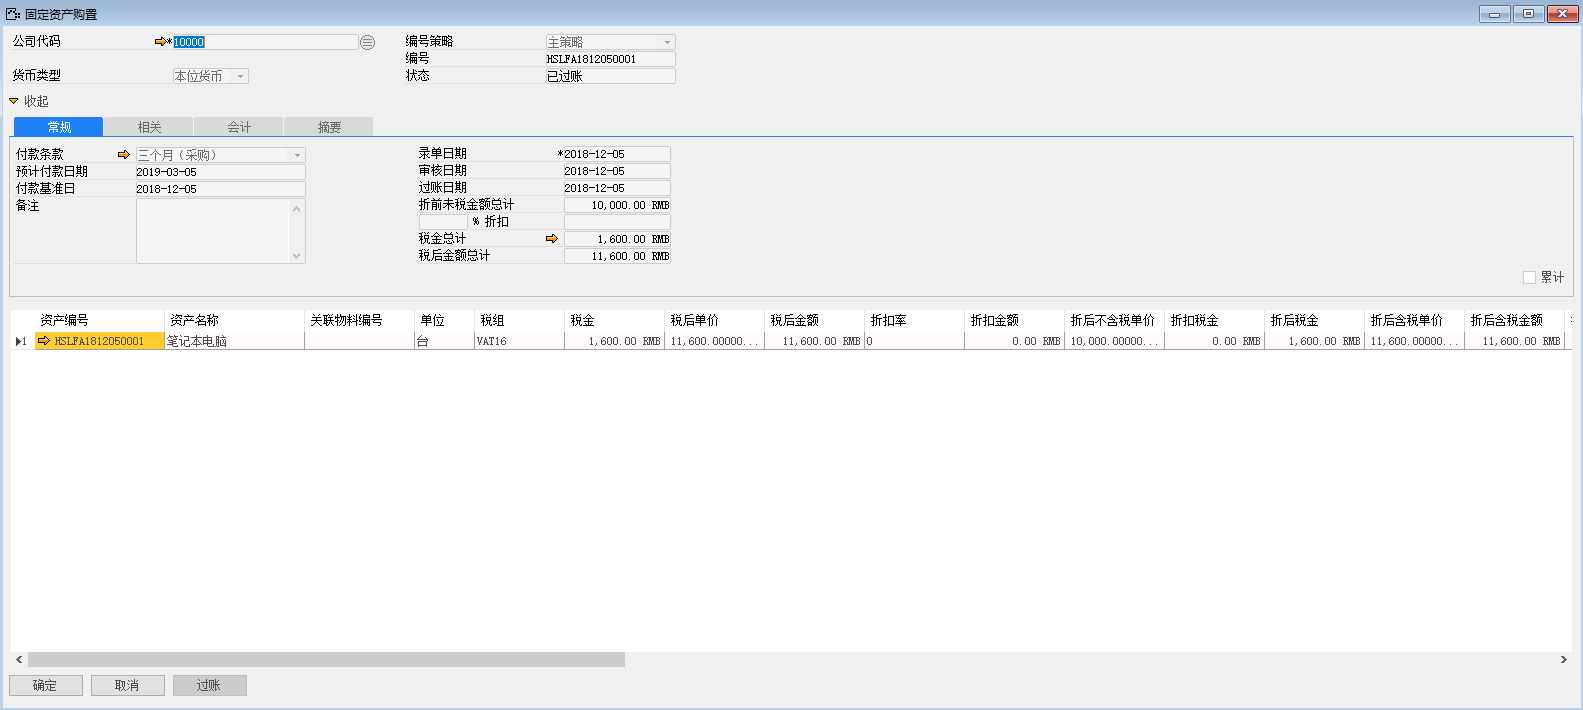 固定资产购置
公司代码 *10000 编号策略 主策略
编号 HSLFA1812050001
货币类型 本位货币 状态 已过账
收起
常规 相关 会计 摘要
付款条款 三个月（采购） 录单日期 *2018-12-05
预计付款日期 2019-03-05 审核日期 2018-12-05
付款基准日 2018-12-05 过账日期 2018-12-05
备注 折前未税金额总计 10,000.00 RMB
% 折扣
税金总计 1,600.00 RMB
税后金额总计 11,600.00 RMB
累计
资产编号 资产名称 关联物料编号 单位 税组 税金 税后单价 税后金额 折扣率 折扣金额 折后不含税单价 折扣税金 折后税金 折后含税单价 折后含税金额
1 HSLFA1812050001 笔记本电脑 台 VAT16 1,600.00 RMB 11,600.00000... 11,600.00 RMB 0 0.00 RMB 10,000.00000... 0.00 RMB 1,600.00 RMB 11,600.00000... 11,600.00 RMB
确定 取消 过账